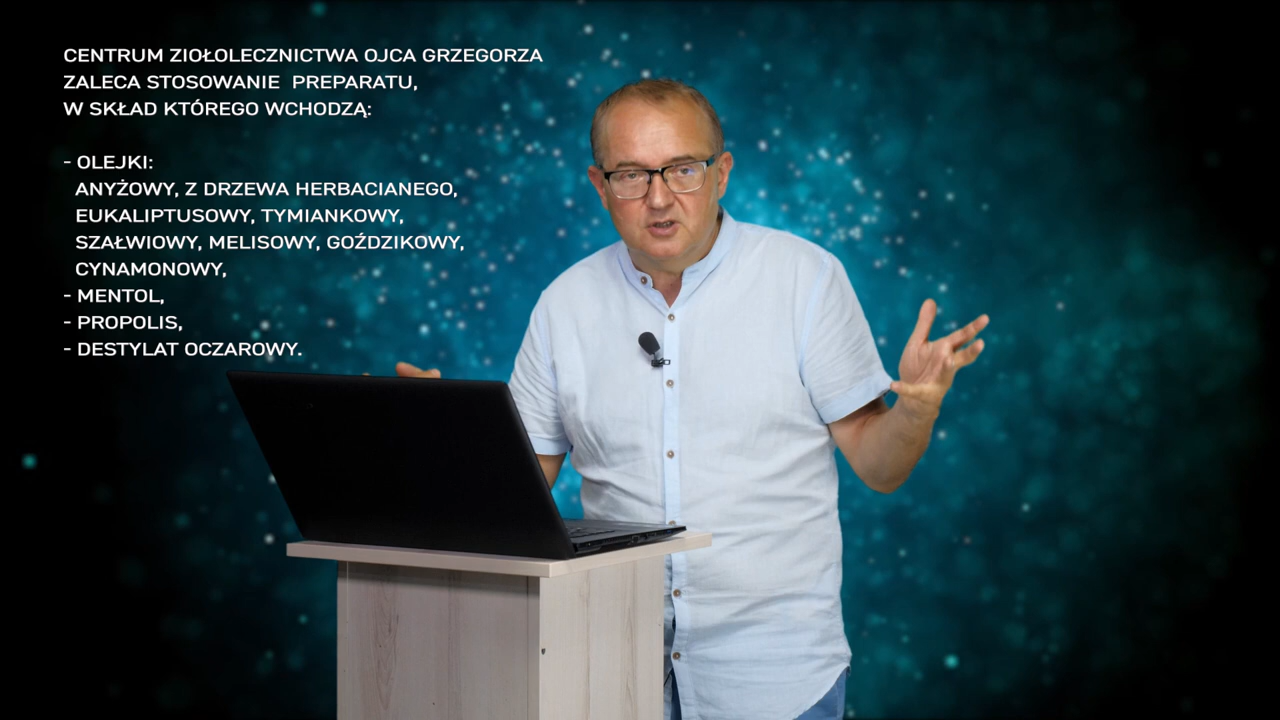 CENTRUM ZIOŁOLECZNICTWA OJCA GRZEGORZA
ZALECA STOSOWANIE PREPARATU,
W SKŁAD KTÓREGO WCHODZĄ:
- OLEJKI:
ANYŻOWY, Z DRZEWA HERBACIANEGO,
EUKALIPTUSOWY, TYMIANKOWY,
SZAŁWIOWY, MELISOWY, GOŹDZIKOWY,
CYNAMONOWY,
- MENTOL,
- PROPOLIS,
- DESTYLAT OCZAROWY.